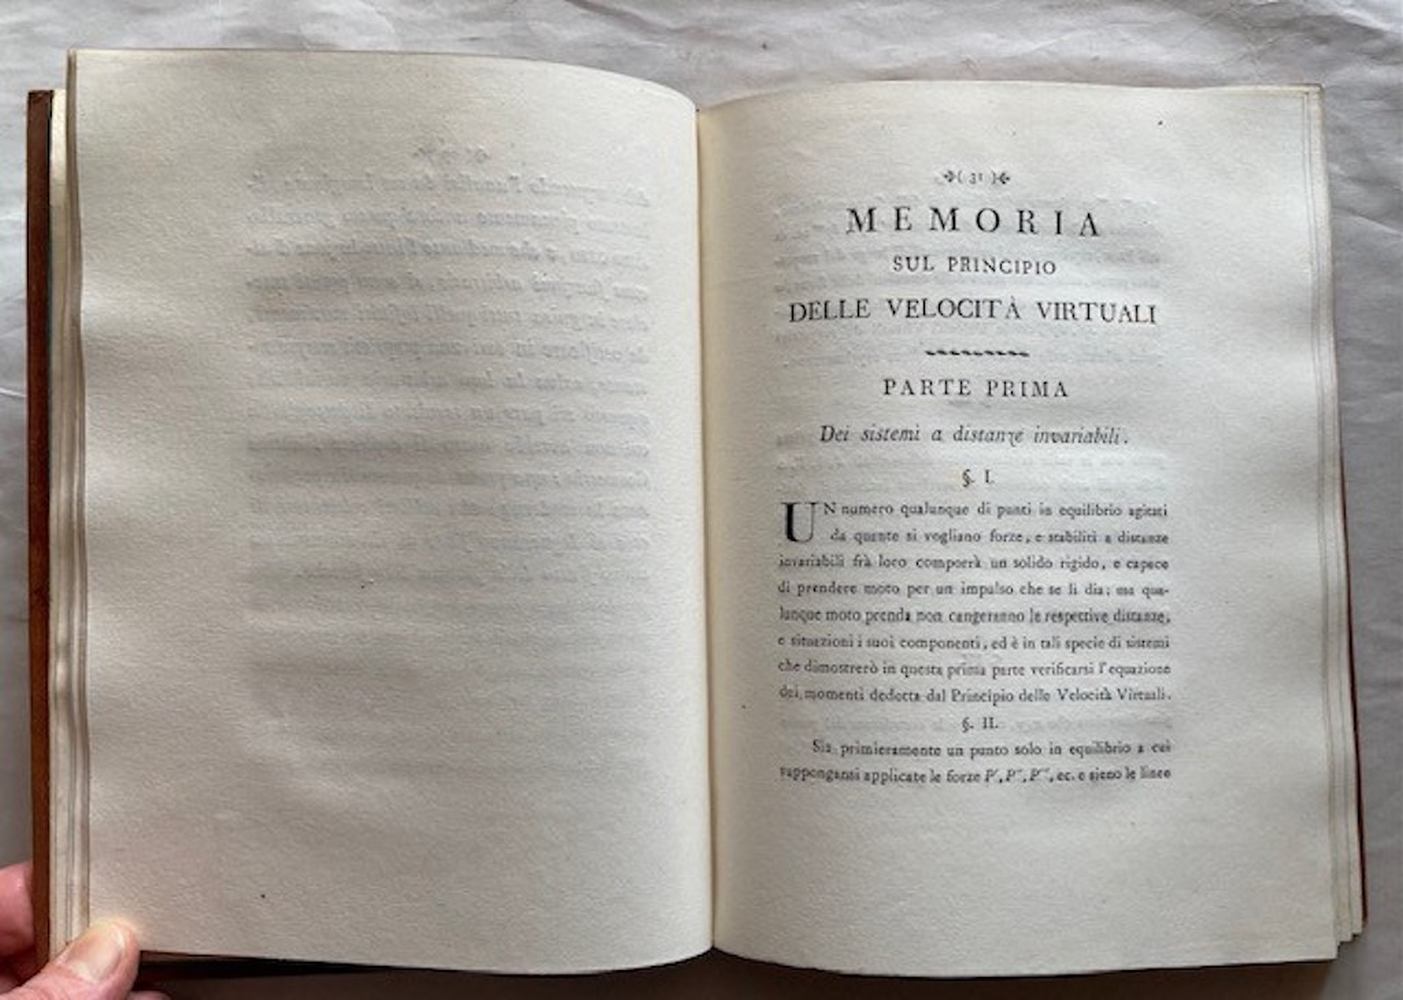 ( 31 )
MEMORIA
SUL PRINCIPIO
DELLE VELOCITÀ VIRTUALI
PARTE PRIMA
Dei sistemi a distanze invariabili.
§. I.
UN numero qualunque di punti in equilibrio agitati
da quante si vogliano forze, e stabiliti a distanze
invariabili frà loro comporrà un solido rigido, e capace
di prendere moto per un impulso che se li dia; ma qua-
lunque moto prenda non cangeranno le respettive distanze,
e situazioni i suoi componenti, ed è in tali specie di sistemi
che dimostrerò in questa prima parte verificarsi l'equazione
dei momenti dedotta dal Principio delle Velocità Virtuali.
§. II.
Sia primieramente un punto solo in equilibrio a cui
suppongansi applicate le forze P', P'', P''', ec. e sieno le linee